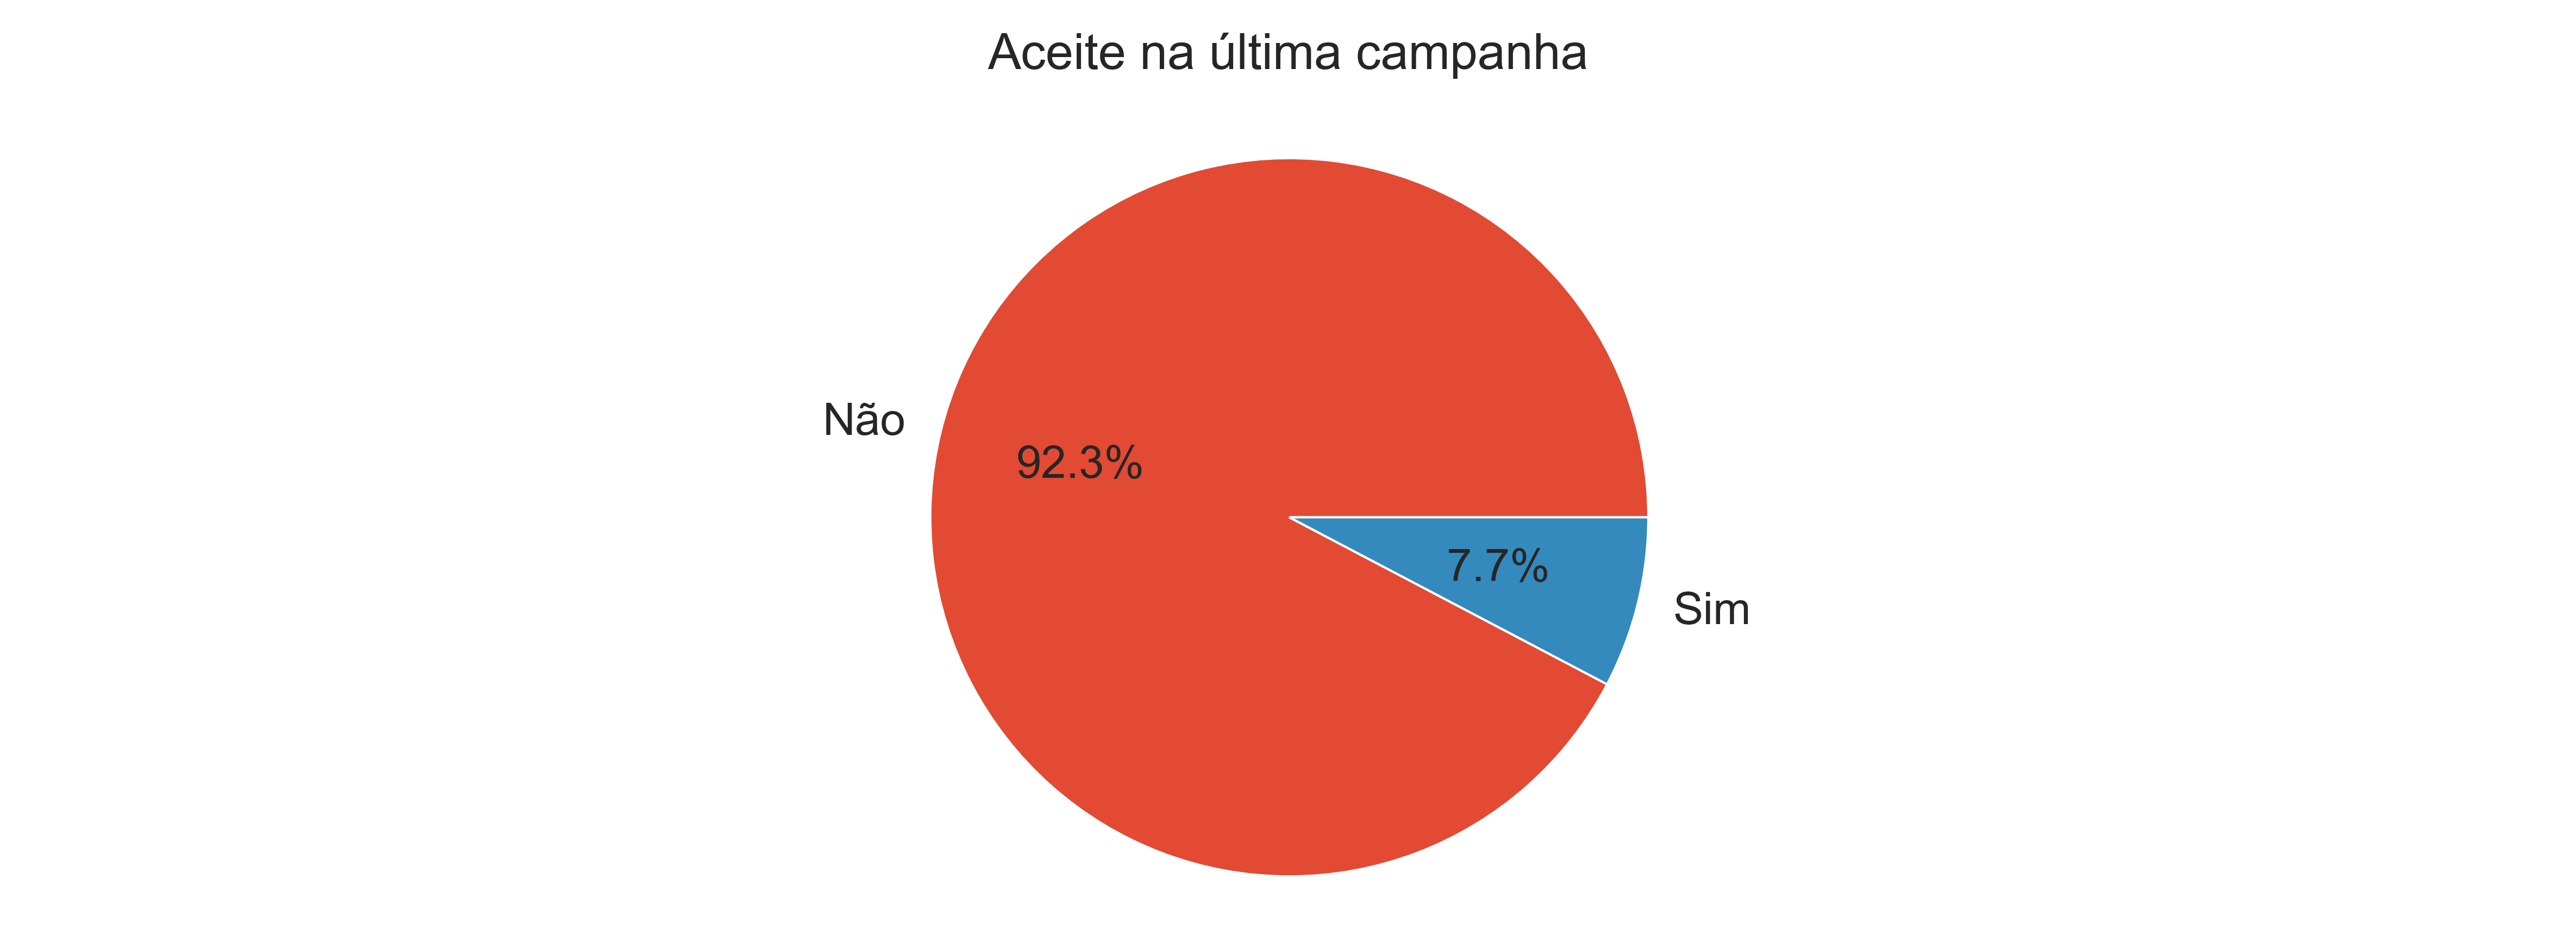 Aceite na última campanha
Não
92.3%
7.7%
Sim